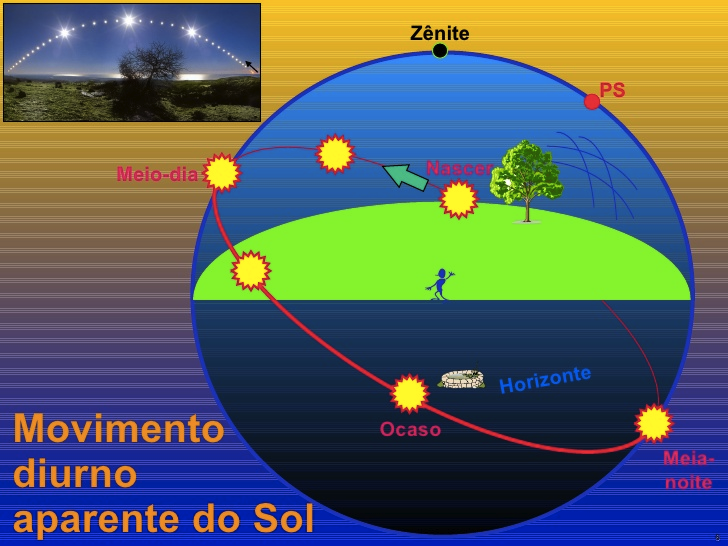 Zênite
PS
Meio-dia
Nascer
Horizonte
Ocaso
Meia-
noite
Movimento
diurno
aparente do Sol